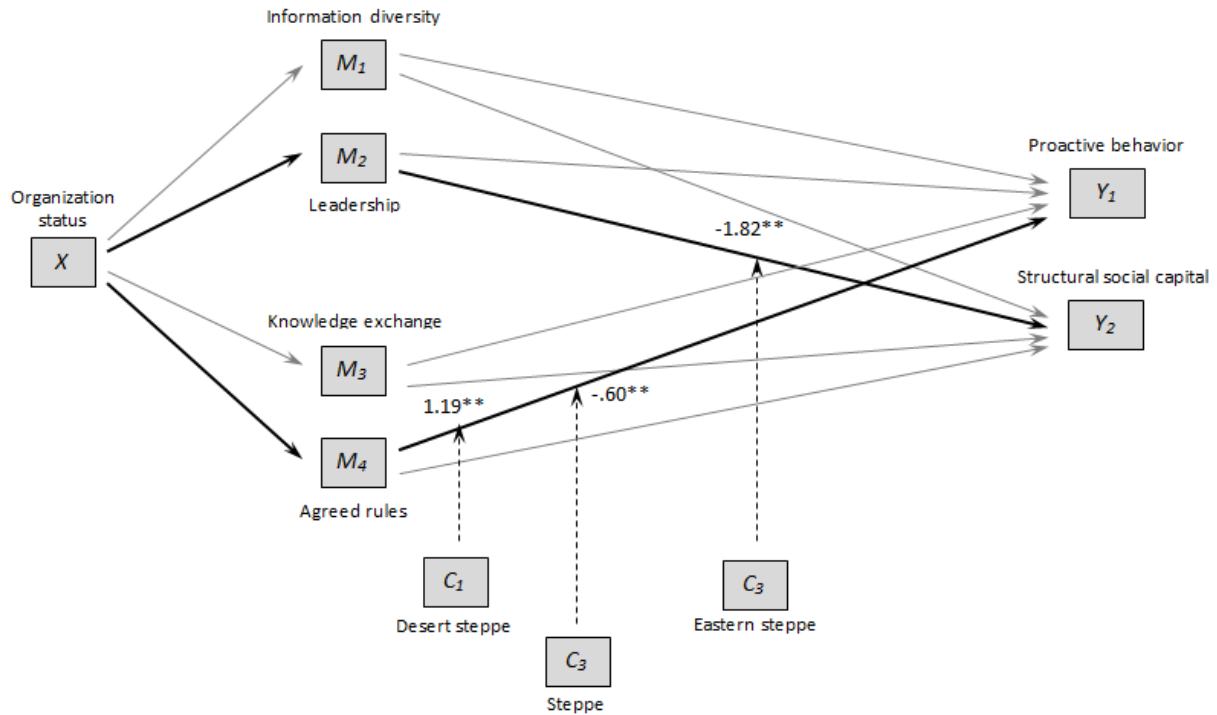 Information diversity
M1
M2
Leadership
Organization
status
X
Knowledge exchange
M3
M4
Agreed rules
Proactive behavior
Y1
Structural social capital
Y2
-1.82**
1.19**
-.60**
C1
Desert steppe
C3
Steppe
C3
Eastern steppe